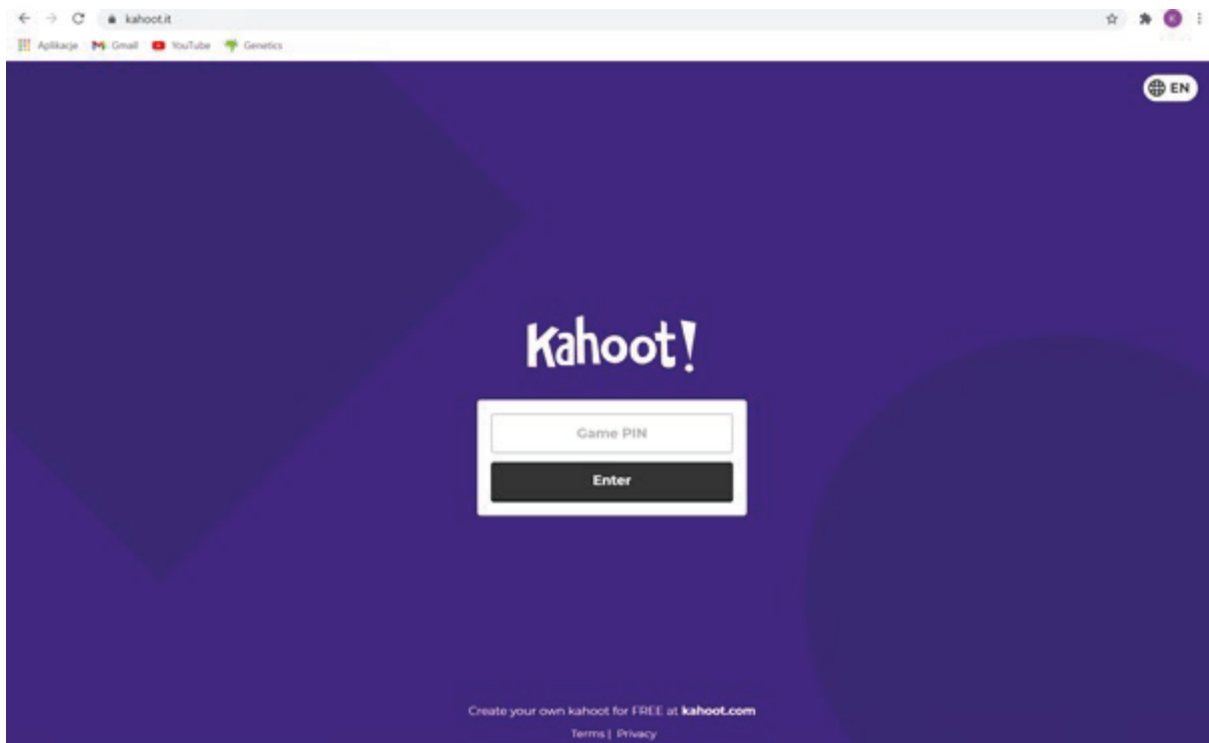 kahoot.it
Aplikacje Gmail YouTube Genetics
EN
Kahoot!
Game PIN
Enter
Create your own kahoot for FREE at kahoot.com
Terms | Privacy